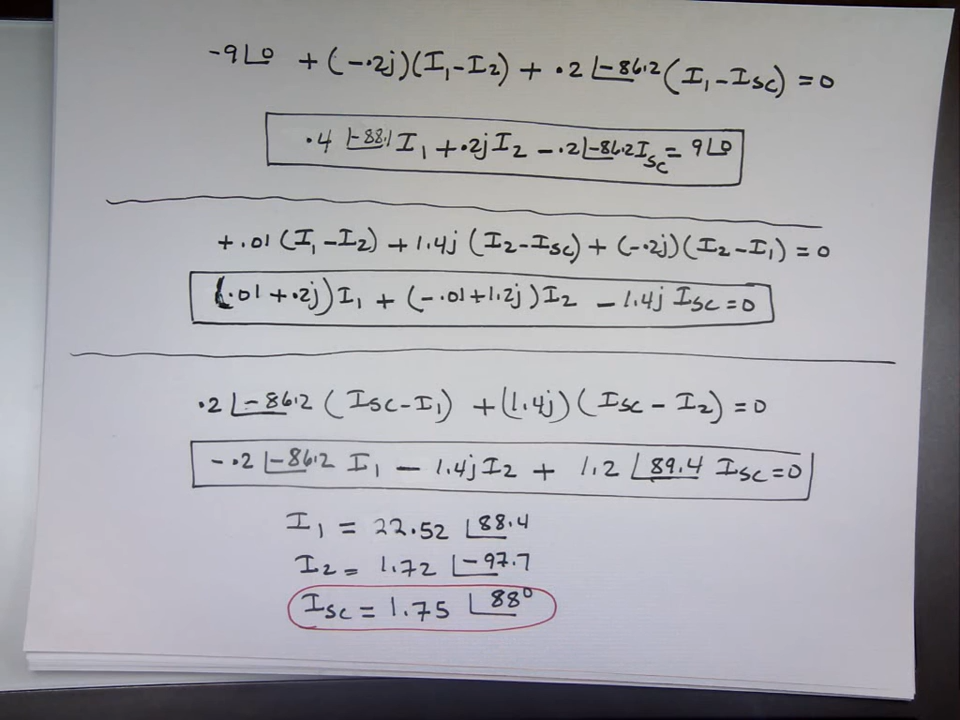 -9∠0 + (-.2j)(I₁-I₂) + .2∠-86.2(I₁-Isc) = 0
.4∠-88.1 I₁ + .2j I₂ - .2∠-86.2 Isc = 9∠0
+.01(I₁-I₂) + 1.4j(I₂-Isc) + (-.2j)(I₂-I₁) = 0
(.01+.2j)I₁ + (-.01+1.2j)I₂ - 1.4j Isc = 0
.2∠-86.2 (Isc-I₁) + (1.4j)(Isc-I₂) = 0
-.2∠-86.2 I₁ - 1.4j I₂ + 1.2∠89.4 Isc = 0
I₁ = 22.52 ∠88.4
I₂ = 1.72 ∠-97.7
Isc = 1.75 ∠88°